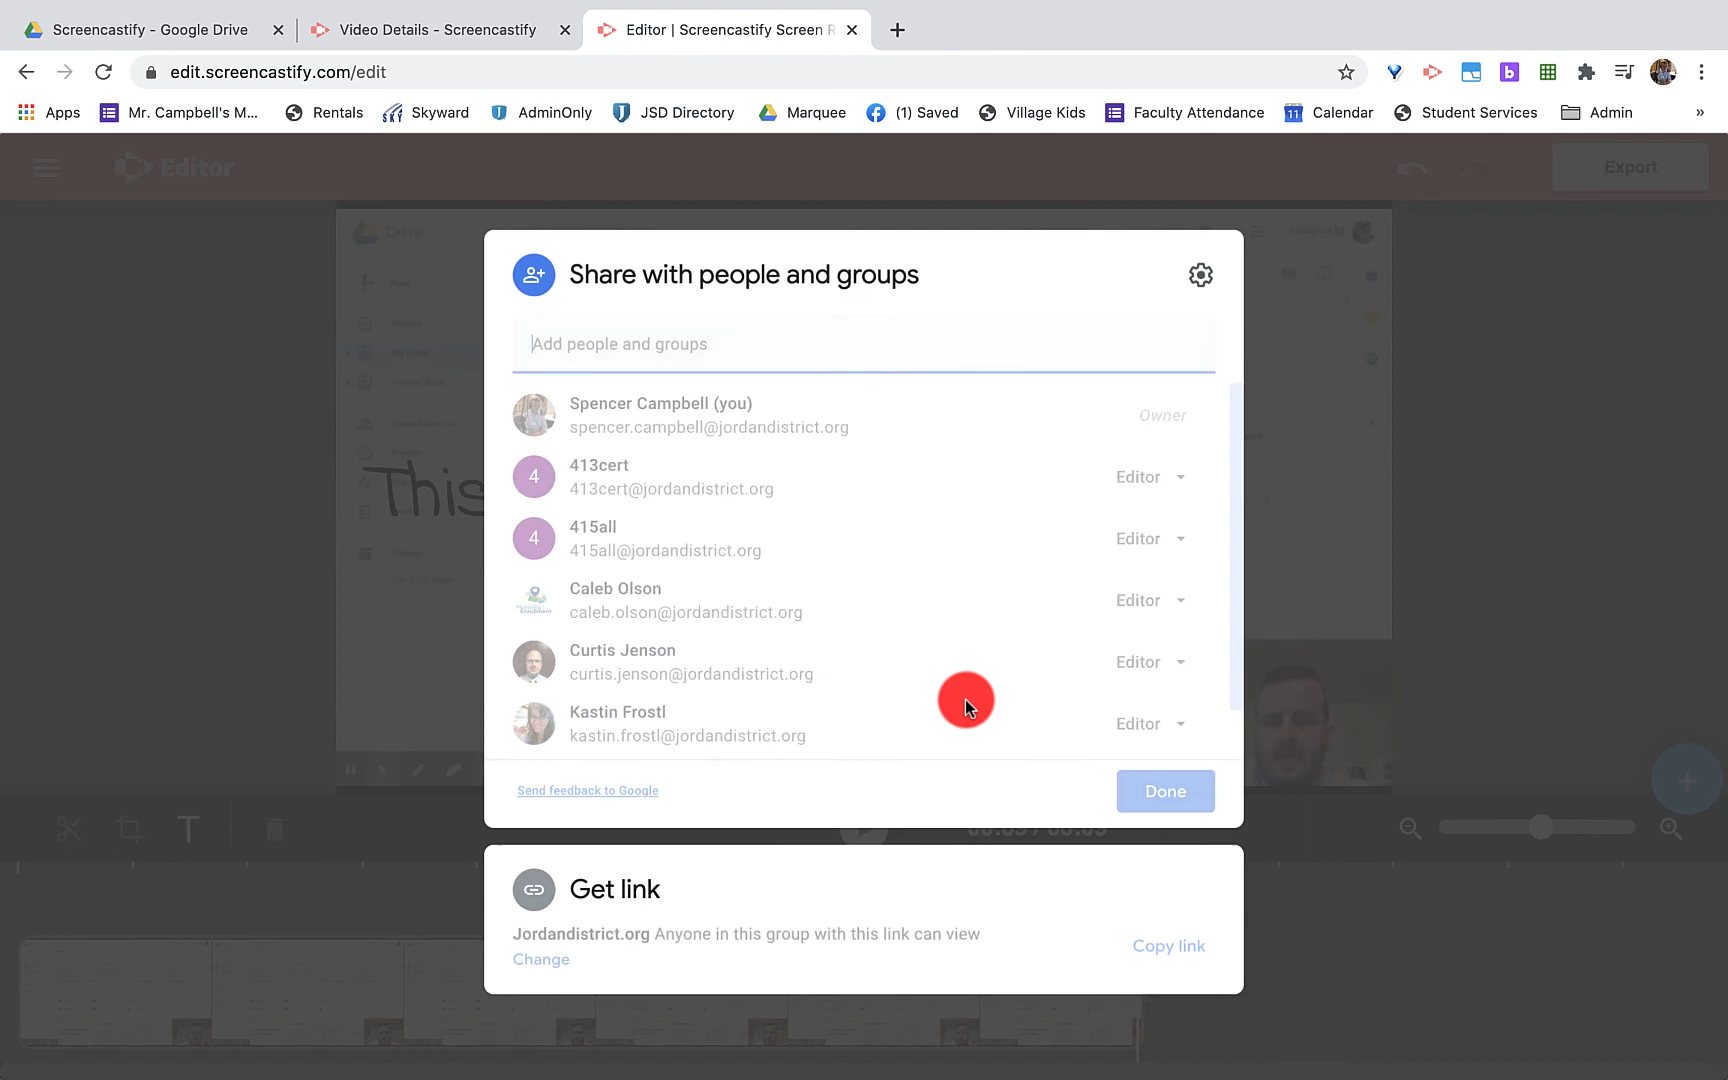 Screencastify - Google Drive
Video Details - Screencastify
Editor | Screencastify Screen R
edit.screencastify.com/edit
Apps
Mr. Campbell's M...
Rentals
Skyward
AdminOnly
JSD Directory
Marquee
(1) Saved
Village Kids
Faculty Attendance
11
Calendar
Student Services
Admin
»
Editor
Export
Drive
Share with people and groups
Add people and groups
Spencer Campbell (you)
spencer.campbell@jordandistrict.org
Owner
4
413cert
413cert@jordandistrict.org
Editor
4
415all
415all@jordandistrict.org
Editor
Caleb Olson
caleb.olson@jordandistrict.org
Editor
This
Curtis Jenson
curtis.jenson@jordandistrict.org
Editor
Kastin Frostl
kastin.frostl@jordandistrict.org
Editor
Send feedback to Google
Done
T
Get link
Jordandistrict.org Anyone in this group with this link can view
Change
Copy link